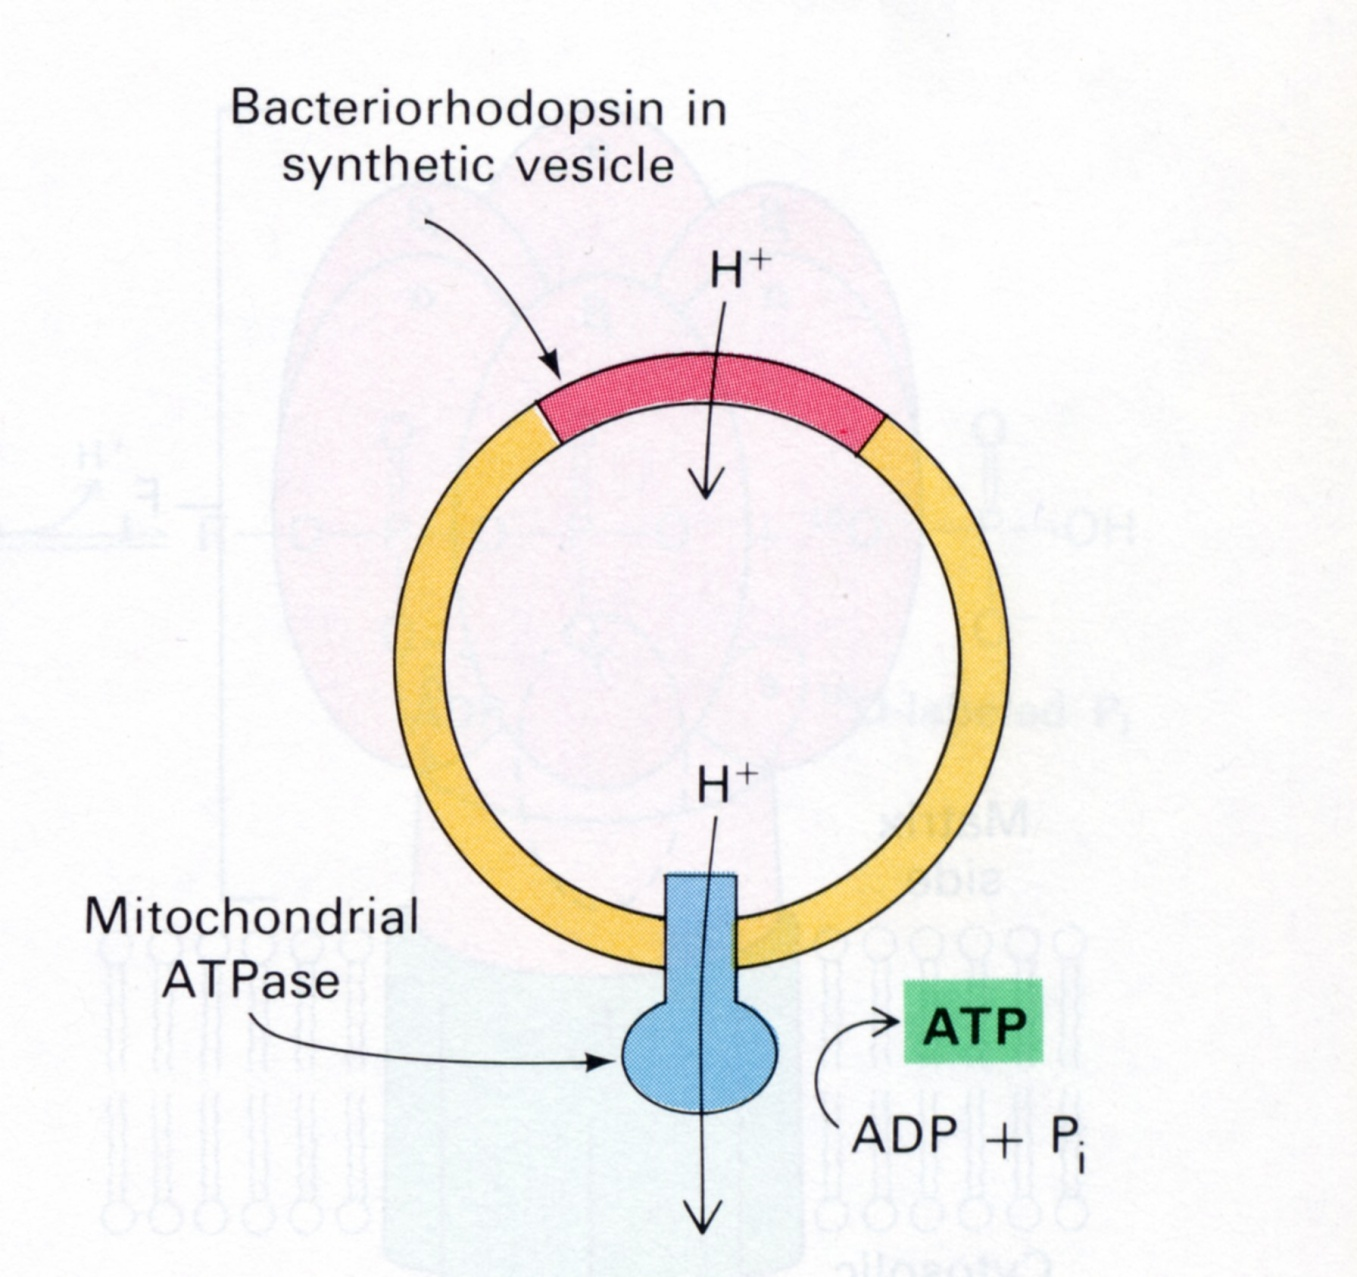 Bacteriorhodopsin in
synthetic vesicle
H⁺
H⁺
Mitochondrial
ATPase
ATP
ADP + Pᵢ